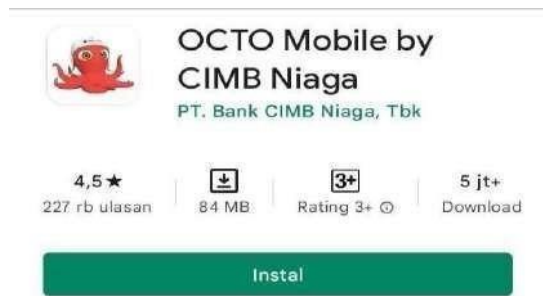 OCTO Mobile by
CIMB Niaga
PT. Bank CIMB Niaga, Tbk
4,5★
227 rb ulasan
84 MB
3+
Rating 3+
5 jt+
Download
Instal